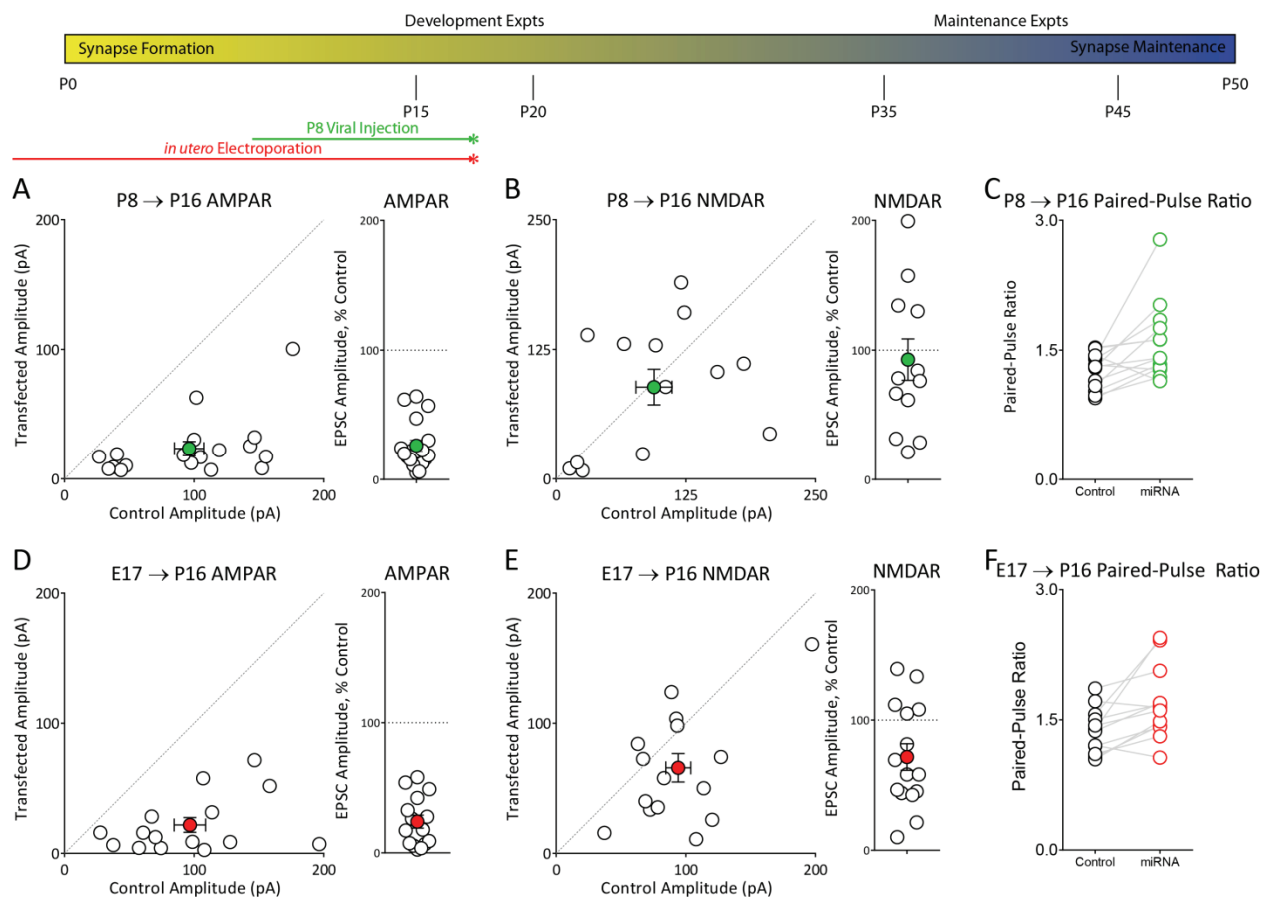 Development Expts Maintenance Expts
Synapse Formation Synapse Maintenance
P0 P15 P20 P35 P45 P50
P8 Viral Injection
*
in utero Electroporation
*
A P8 → P16 AMPAR AMPAR
Transfected Amplitude (pA)
200
100
0
0 100 200
Control Amplitude (pA)
EPSC Amplitude, % Control
200
100
0
B P8 → P16 NMDAR NMDAR
Transfected Amplitude (pA)
250
125
0
0 125 250
Control Amplitude (pA)
EPSC Amplitude, % Control
200
100
0
C P8 → P16 Paired-Pulse Ratio
Paired-Pulse Ratio
3.0
1.5
0
Control miRNA
D E17 → P16 AMPAR AMPAR
Transfected Amplitude (pA)
200
100
0
0 100 200
Control Amplitude (pA)
EPSC Amplitude, % Control
200
100
0
E E17 → P16 NMDAR NMDAR
Transfected Amplitude (pA)
200
100
0
0 100 200
Control Amplitude (pA)
EPSC Amplitude, % Control
200
100
0
F E17 → P16 Paired-Pulse Ratio
Paired-Pulse Ratio
3.0
1.5
0
Control miRNA